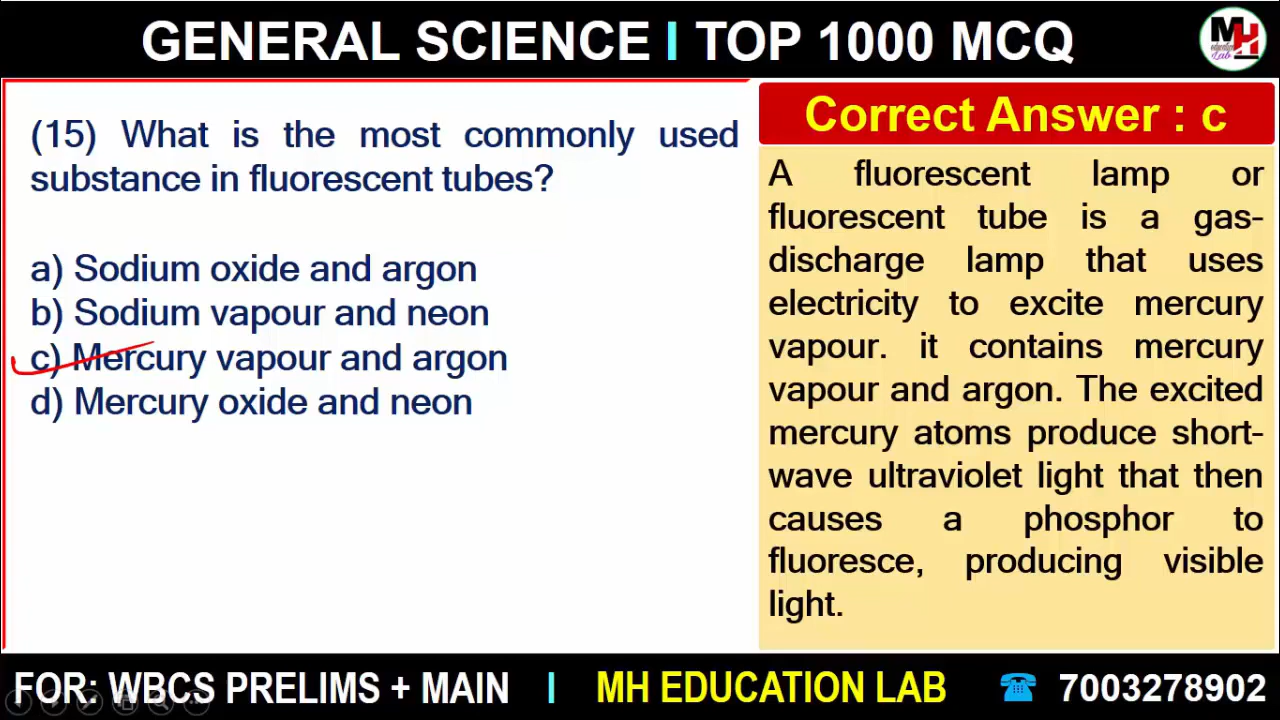 GENERAL SCIENCE I TOP 1000 MCQ
MH
education
Lab
(15) What is the most commonly used
substance in fluorescent tubes?
a) Sodium oxide and argon
b) Sodium vapour and neon
c) Mercury vapour and argon
d) Mercury oxide and neon
Correct Answer : c
A fluorescent lamp or
fluorescent tube is a gas-
discharge lamp that uses
electricity to excite mercury
vapour. it contains mercury
vapour and argon. The excited
mercury atoms produce short-
wave ultraviolet light that then
causes a phosphor to
fluoresce, producing visible
light.
FOR: WBCS PRELIMS + MAIN I MH EDUCATION LAB ☎ 7003278902